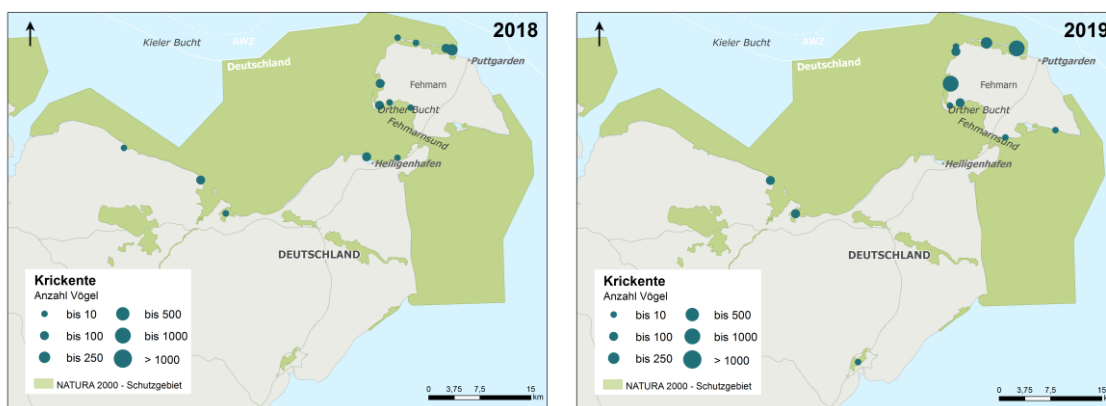 2018
Kieler Bucht
AWZ
Deutschland
Puttgarden
Fehmarn
Orther Bucht
Fehmarnsund
Heiligenhafen
DEUTSCHLAND
Krickente
Anzahl Vögel
bis 10 bis 500
bis 100 bis 1000
bis 250 > 1000
NATURA 2000 - Schutzgebiet
0 3,75 7,5 15
km
2019
Kieler Bucht
AWZ
Deutschland
Puttgarden
Fehmarn
Orther Bucht
Fehmarnsund
Heiligenhafen
DEUTSCHLAND
Krickente
Anzahl Vögel
bis 10 bis 500
bis 100 bis 1000
bis 250 > 1000
NATURA 2000 - Schutzgebiet
0 3,75 7,5 15